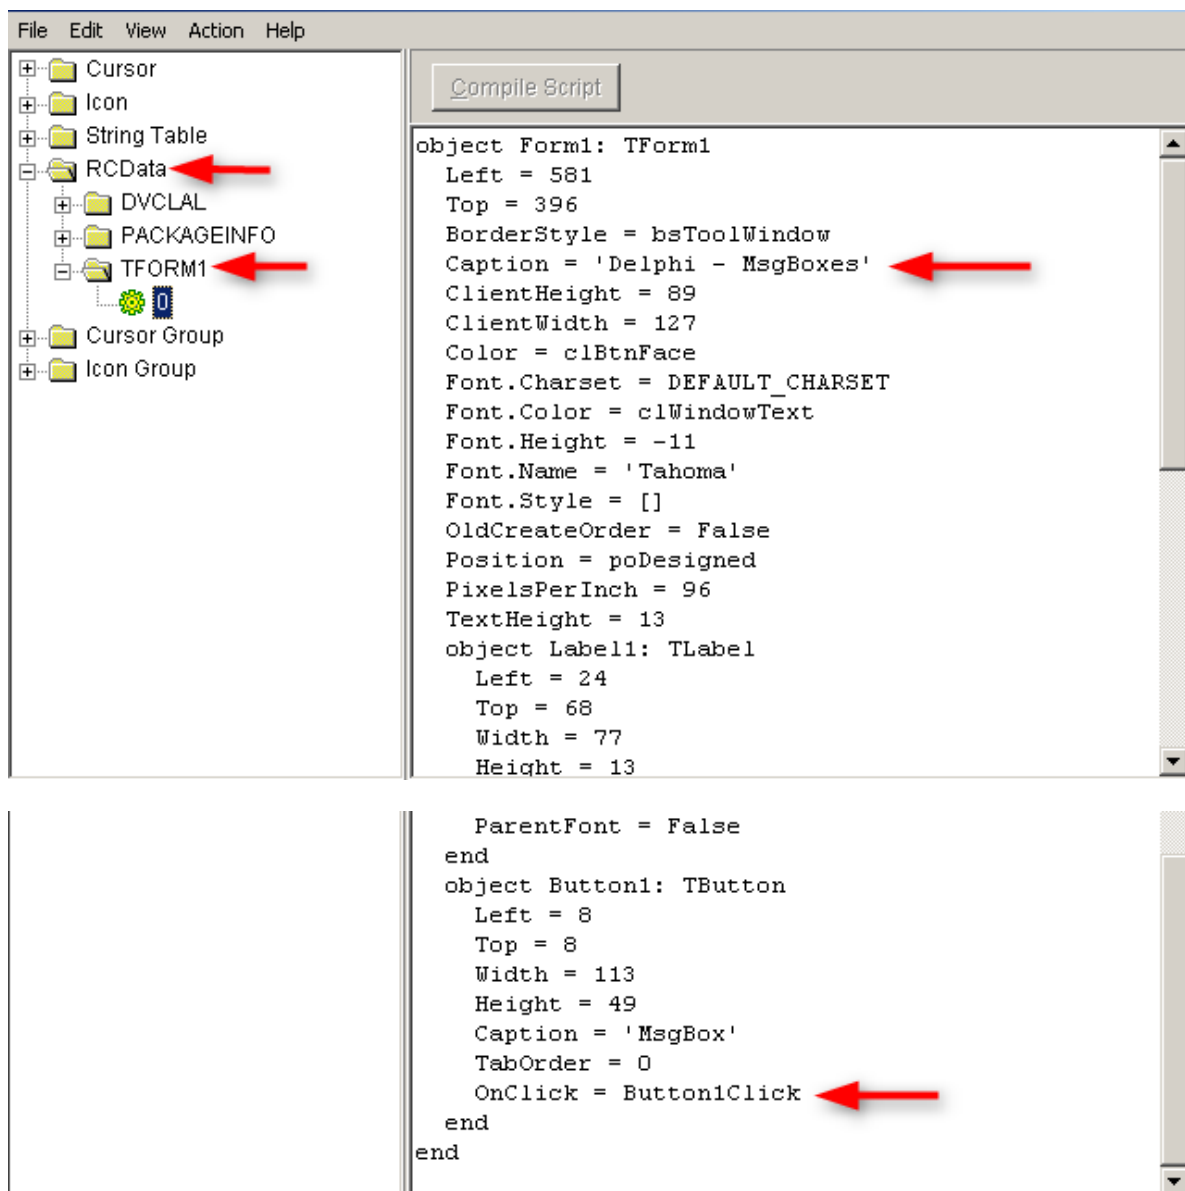 File Edit View Action Help
Cursor
Icon
String Table
RCData
DVCLAL
PACKAGEINFO
TFORM1
0
Cursor Group
Icon Group
Compile Script
object Form1: TForm1
Left = 581
Top = 396
BorderStyle = bsToolWindow
Caption = 'Delphi - MsgBoxes'
ClientHeight = 89
ClientWidth = 127
Color = clBtnFace
Font.Charset = DEFAULT_CHARSET
Font.Color = clWindowText
Font.Height = -11
Font.Name = 'Tahoma'
Font.Style = []
OldCreateOrder = False
Position = poDesigned
PixelsPerInch = 96
TextHeight = 13
object Label1: TLabel
Left = 24
Top = 68
Width = 77
Height = 13
ParentFont = False
end
object Button1: TButton
Left = 8
Top = 8
Width = 113
Height = 49
Caption = 'MsgBox'
TabOrder = 0
OnClick = Button1Click
end
end